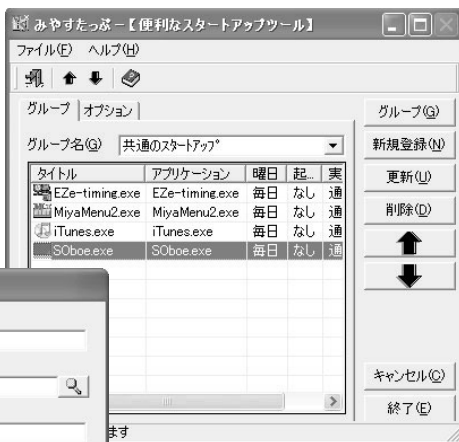 みやすたっぷー【便利なスタートアップツール】
ファイル(F) ヘルプ(H)
グループ オプション
グループ名(G) 共通のスタートアップ
タイトル アプリケーション 曜日 起... 実
EZe-timing.exe EZe-timing.exe 毎日 なし 通
MiyaMenu2.exe MiyaMenu2.exe 毎日 なし 通
iTunes.exe iTunes.exe 毎日 なし 通
SOboe.exe SOboe.exe 毎日 なし 通
グループ(G)
新規登録(N)
更新(U)
削除(D)
キャンセル(C)
終了(E)
ます